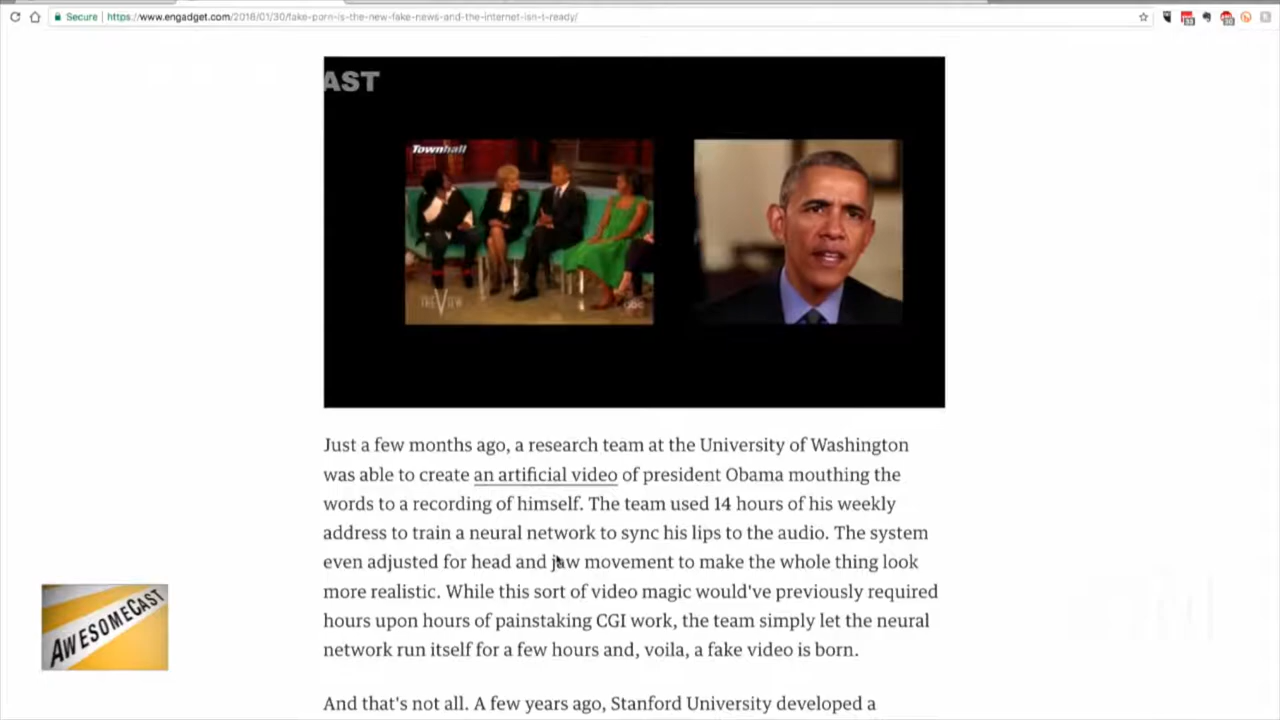 Secure | https://www.engadget.com/2018/01/30/fake-porn-is-the-new-fake-news-and-the-internet-isn-t-ready/
AST
Townhall
THE VIEW
abc
Just a few months ago, a research team at the University of Washington
was able to create an artificial video of president Obama mouthing the
words to a recording of himself. The team used 14 hours of his weekly
address to train a neural network to sync his lips to the audio. The system
even adjusted for head and jaw movement to make the whole thing look
more realistic. While this sort of video magic would've previously required
hours upon hours of painstaking CGI work, the team simply let the neural
network run itself for a few hours and, voila, a fake video is born.
AWESOMECAST
And that's not all. A few years ago, Stanford University developed a